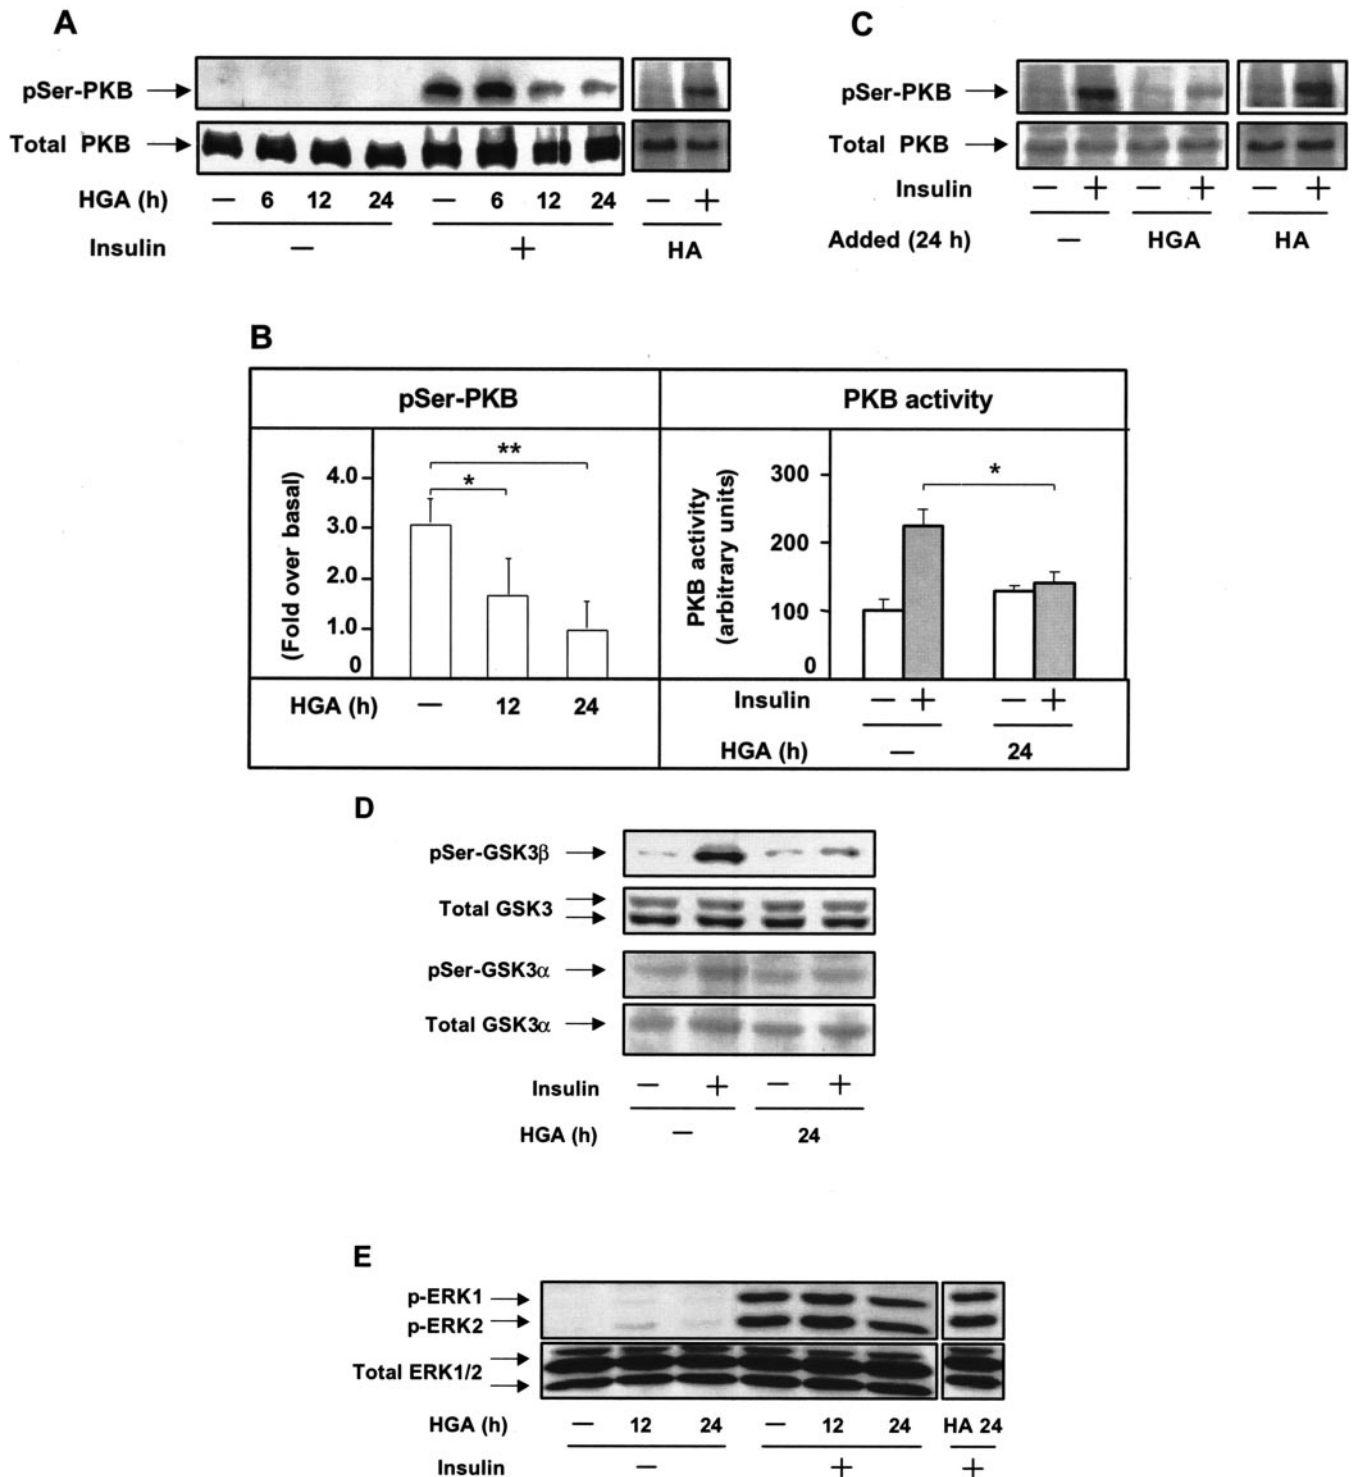 A
pSer-PKB
Total PKB
HGA (h) — 6 12 24 — 6 12 24 — +
Insulin — + HA
C
pSer-PKB
Total PKB
Insulin — + — + — +
Added (24 h) — HGA HA
B
pSer-PKB
(Fold over basal)
4.0
3.0
2.0
1.0
0
* **
HGA (h) — 12 24
PKB activity
PKB activity
(arbitrary units)
300
200
100
0
*
Insulin — + — +
HGA (h) — 24
D
pSer-GSK3β
Total GSK3
pSer-GSK3α
Total GSK3α
Insulin — + — +
HGA (h) — 24
E
p-ERK1
p-ERK2
Total ERK1/2
HGA (h) — 12 24 — 12 24 HA 24
Insulin — + +